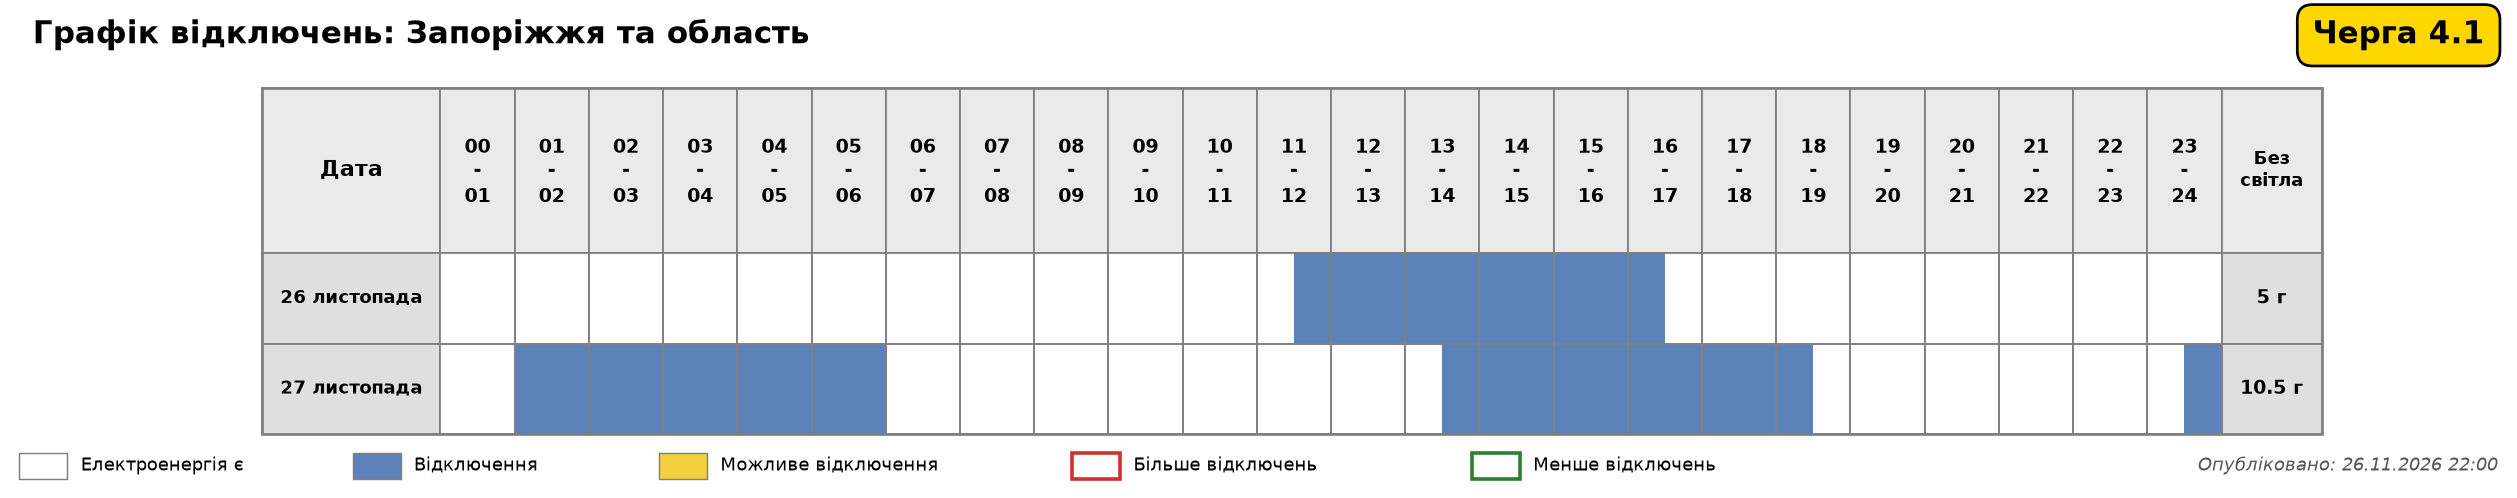 Графік відключень: Запоріжжя та область
Черга 4.1
Дата
00 - 01
01 - 02
02 - 03
03 - 04
04 - 05
05 - 06
06 - 07
07 - 08
08 - 09
09 - 10
10 - 11
11 - 12
12 - 13
13 - 14
14 - 15
15 - 16
16 - 17
17 - 18
18 - 19
19 - 20
20 - 21
21 - 22
22 - 23
23 - 24
Без
світла
26 листопада
5 г
27 листопада
10.5 г
Електроенергія є
Відключення
Можливе відключення
Більше відключень
Менше відключень
Опубліковано: 26.11.2026 22:00